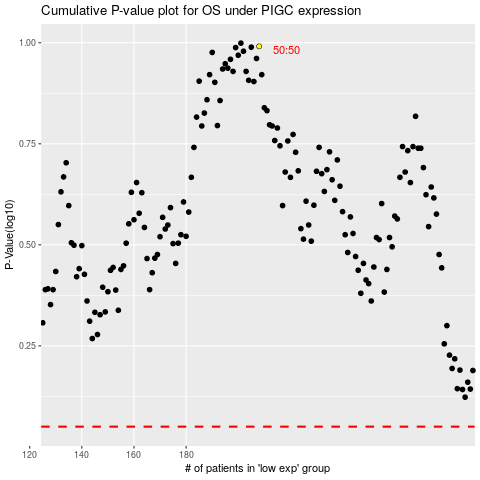 Cumulative P-value plot for OS under PIGC expression
1.00
50:50
0.75
0.50
0.25
P-Value(log10)
120 140 160 180
# of patients in 'low exp' group